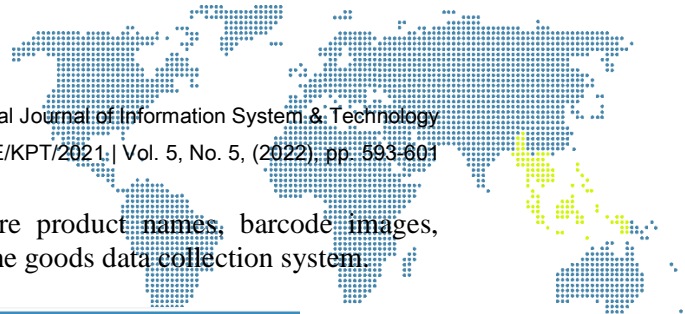 al Journal of Information System & Technology
E/KPT/2021 | Vol. 5, No. 5, (2022), pp. 593-601
re product names, barcode images,
ne goods data collection system.